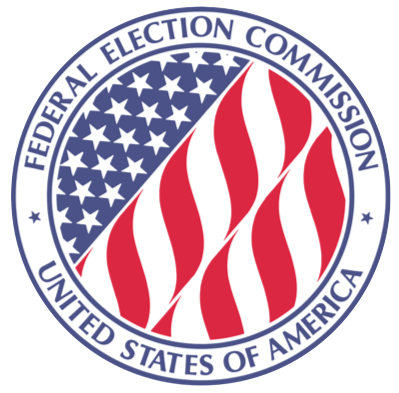 FEDERAL ELECTION COMMISSION
UNITED STATES OF AMERICA